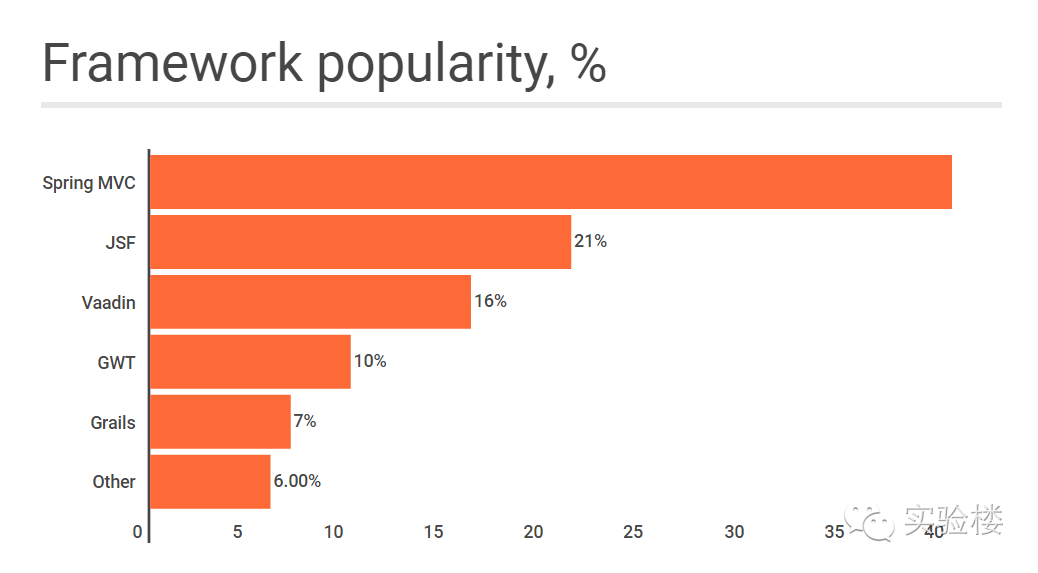 Framework popularity, %
Spring MVC
JSF 21%
Vaadin 16%
GWT 10%
Grails 7%
Other 6.00%
0 5 10 15 20 25 30 35 40
实验楼